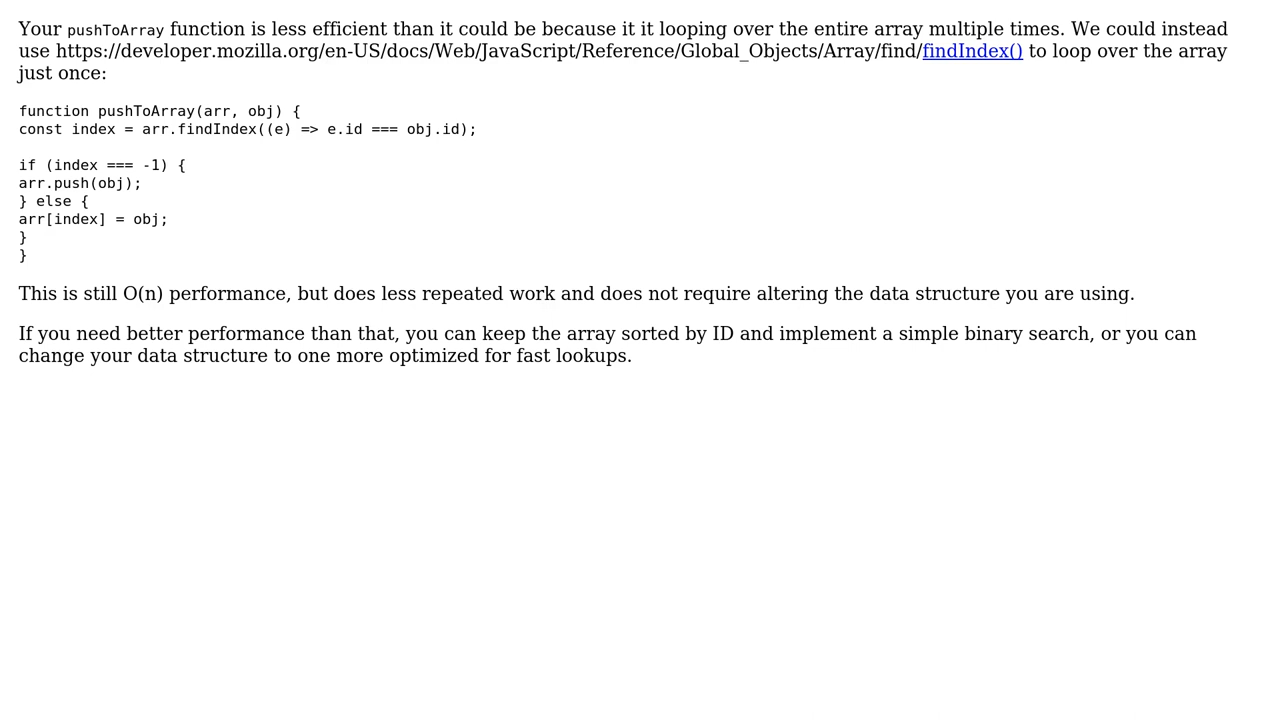 Your pushToArray function is less efficient than it could be because it it looping over the entire array multiple times. We could instead
use https://developer.mozilla.org/en-US/docs/Web/JavaScript/Reference/Global_Objects/Array/find/findIndex() to loop over the array
just once:
function pushToArray(arr, obj) {
const index = arr.findIndex((e) => e.id === obj.id);
if (index === -1) {
arr.push(obj);
} else {
arr[index] = obj;
}
}
This is still O(n) performance, but does less repeated work and does not require altering the data structure you are using.
If you need better performance than that, you can keep the array sorted by ID and implement a simple binary search, or you can
change your data structure to one more optimized for fast lookups.